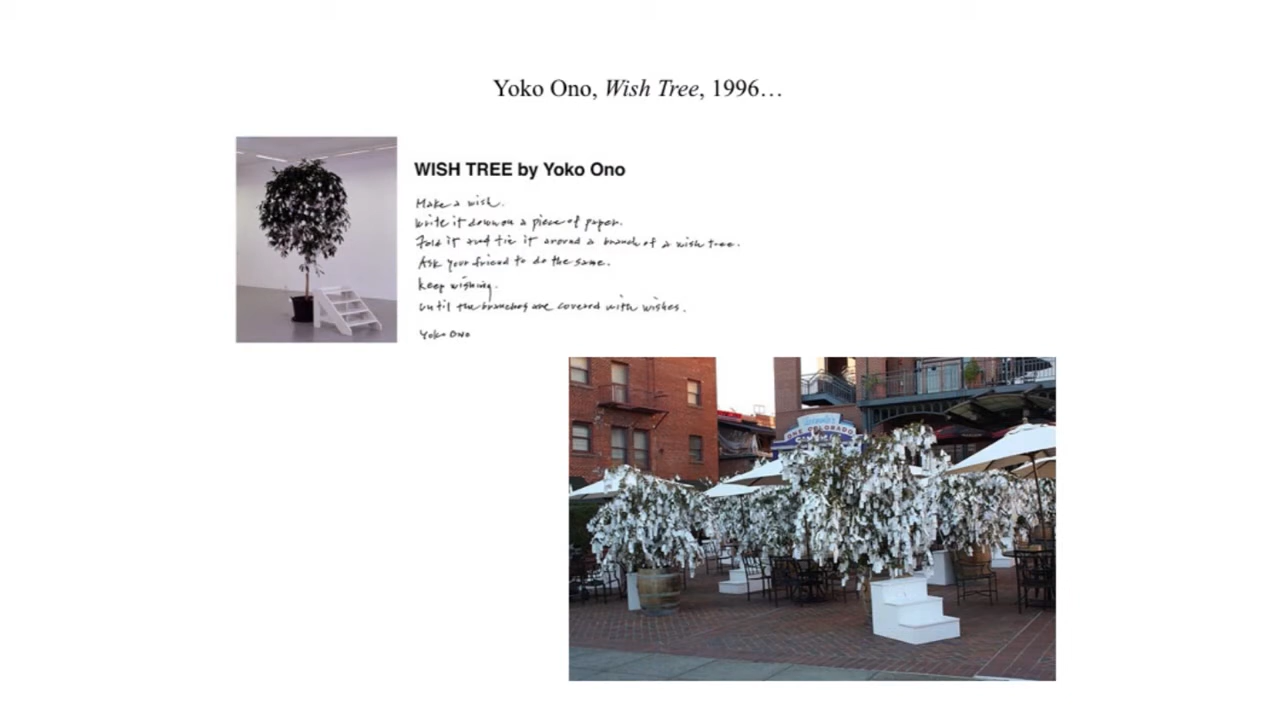 Yoko Ono, Wish Tree, 1996…
WISH TREE by Yoko Ono
Make a wish.
Write it down on a piece of paper.
Fold it and tie it around a branch of a wish tree.
Ask your friend to do the same.
Keep wishing.
Until the branches are covered with wishes.
Yoko Ono
ONE COLORADO